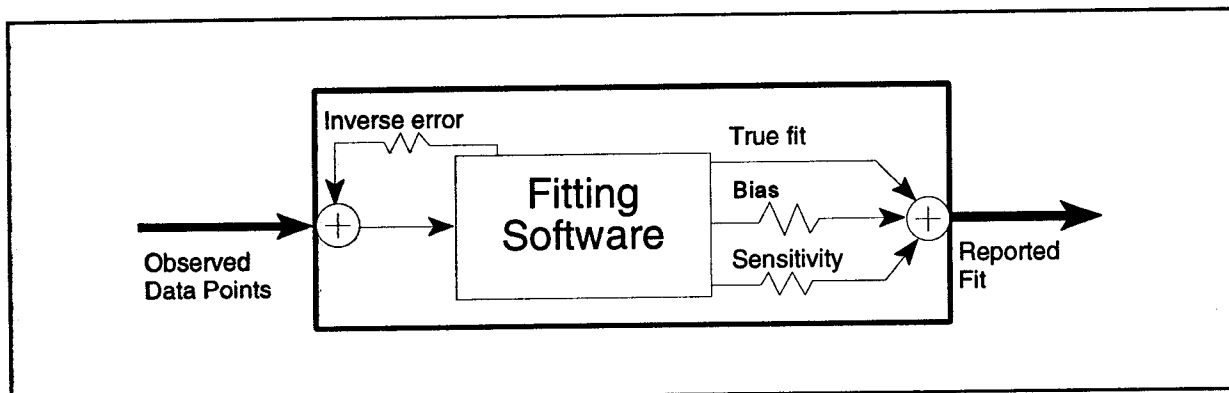 Inverse error
True fit
Fitting
Software
Bias
Sensitivity
Observed
Data Points
Reported
Fit